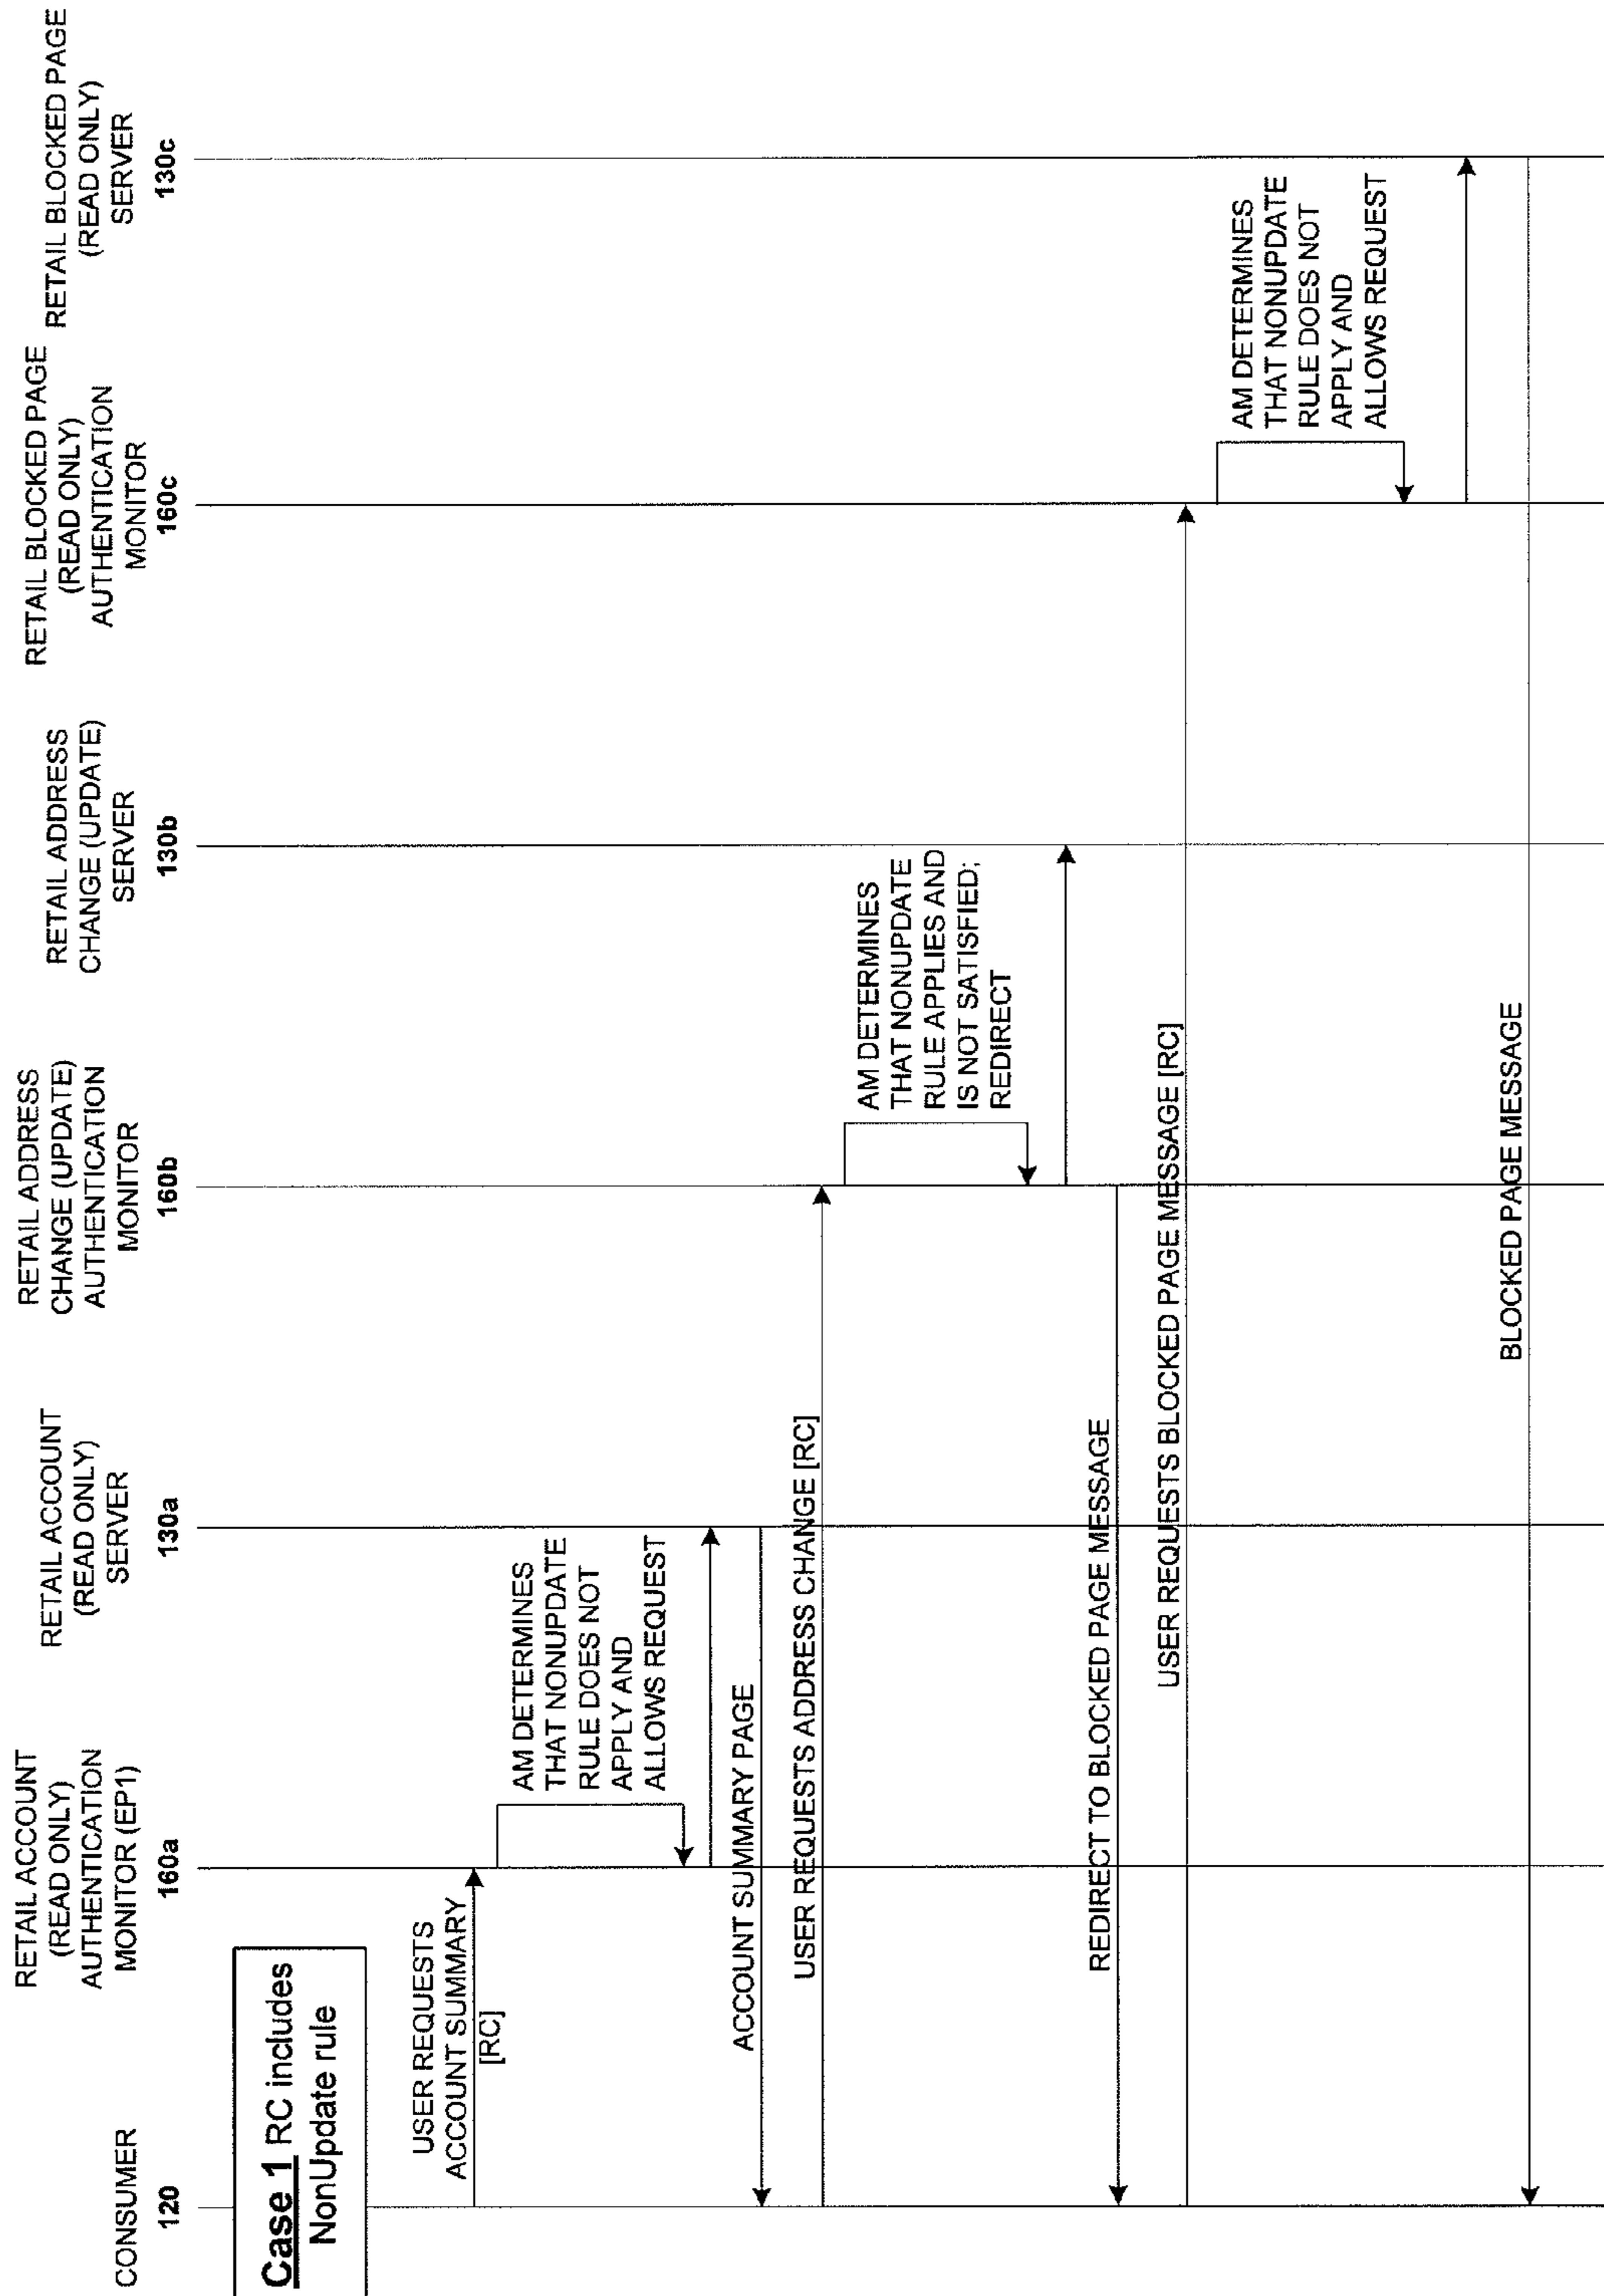 CONSUMER
120
RETAIL ACCOUNT
(READ ONLY)
AUTHENTICATION
MONITOR (EP1)
160a
RETAIL ACCOUNT
(READ ONLY)
SERVER
130a
RETAIL ADDRESS
CHANGE (UPDATE)
AUTHENTICATION
MONITOR
160b
RETAIL ADDRESS
CHANGE (UPDATE)
SERVER
130b
RETAIL BLOCKED PAGE
(READ ONLY)
AUTHENTICATION
MONITOR
160c
RETAIL BLOCKED PAGE
(READ ONLY)
SERVER
130c
Case 1 RC includes
NonUpdate rule
USER REQUESTS
ACCOUNT SUMMARY
[RC]
AM DETERMINES
THAT NONUPDATE
RULE DOES NOT
APPLY AND
ALLOWS REQUEST
ACCOUNT SUMMARY PAGE
USER REQUESTS ADDRESS CHANGE [RC]
AM DETERMINES
THAT NONUPDATE
RULE APPLIES AND
IS NOT SATISFIED;
REDIRECT
REDIRECT TO BLOCKED PAGE MESSAGE
USER REQUESTS BLOCKED PAGE MESSAGE [RC]
AM DETERMINES
THAT NONUPDATE
RULE DOES NOT
APPLY AND
ALLOWS REQUEST
BLOCKED PAGE MESSAGE